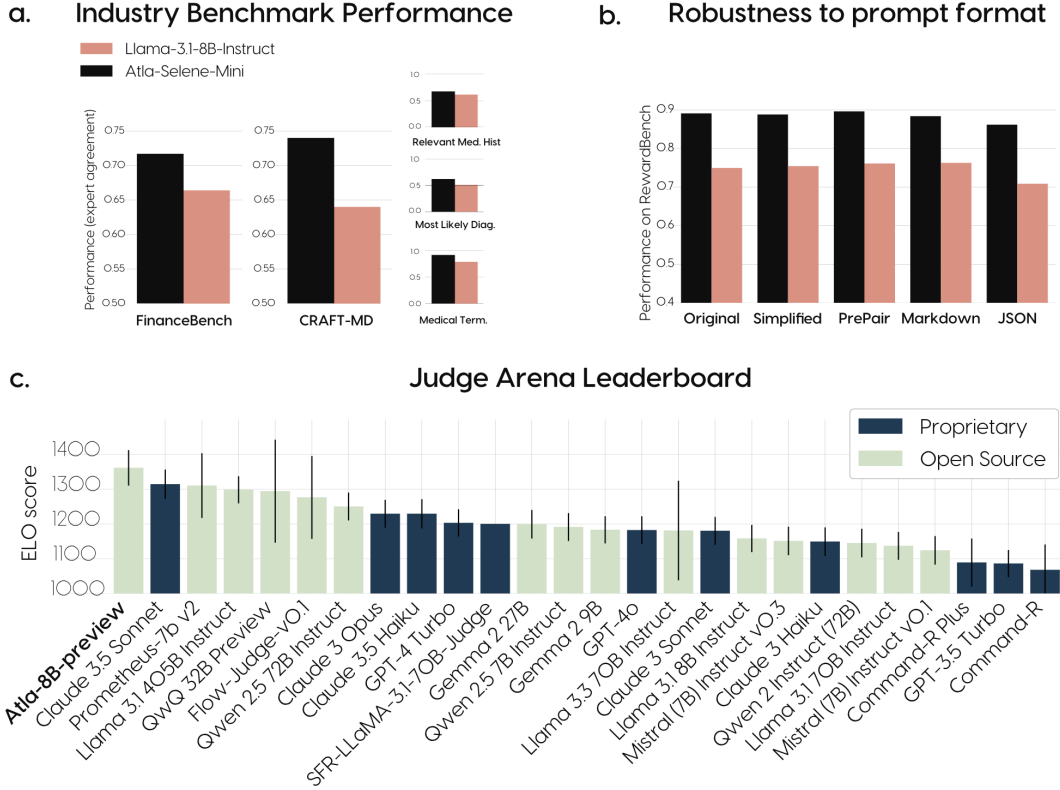 a. Industry Benchmark Performance
Llama-3.1-8B-Instruct
Atla-Selene-Mini
Performance (expert agreement)
0.75
0.70
0.65
0.60
0.55
0.50
FinanceBench
0.75
0.70
0.65
0.60
0.55
0.50
CRAFT-MD
1.0
0.5
0.0
Relevant Med. Hist
1.0
0.5
0.0
Most Likely Diag.
1.0
0.5
0.0
Medical Term.
b. Robustness to prompt format
Performance on RewardBench
0.9
0.8
0.7
0.6
0.5
0.4
Original Simplified PrePair Markdown JSON
c. Judge Arena Leaderboard
Proprietary
Open Source
ELO score
1400
1300
1200
1100
1000
Atla-8B-preview
Claude 3.5 Sonnet
Prometheus-7b v2
Llama 3.1 405B Instruct
QwQ 32B Preview
Flow-Judge-v0.1
Qwen 2.5 72B Instruct
Claude 3 Opus
Claude 3.5 Haiku
GPT-4 Turbo
SFR-LLaMA-3.1-70B-Judge
Gemma 2 27B
Qwen 2.5 7B Instruct
Gemma 2 9B
GPT-4o
Llama 3.3 70B Instruct
Claude 3 Sonnet
Llama 3.1 8B Instruct
Mistral (7B) Instruct v0.3
Claude 3 Haiku
Qwen 2 Instruct (72B)
Llama 3.1 70B Instruct
Mistral (7B) Instruct v0.1
Command-R Plus
GPT-3.5 Turbo
Command-R